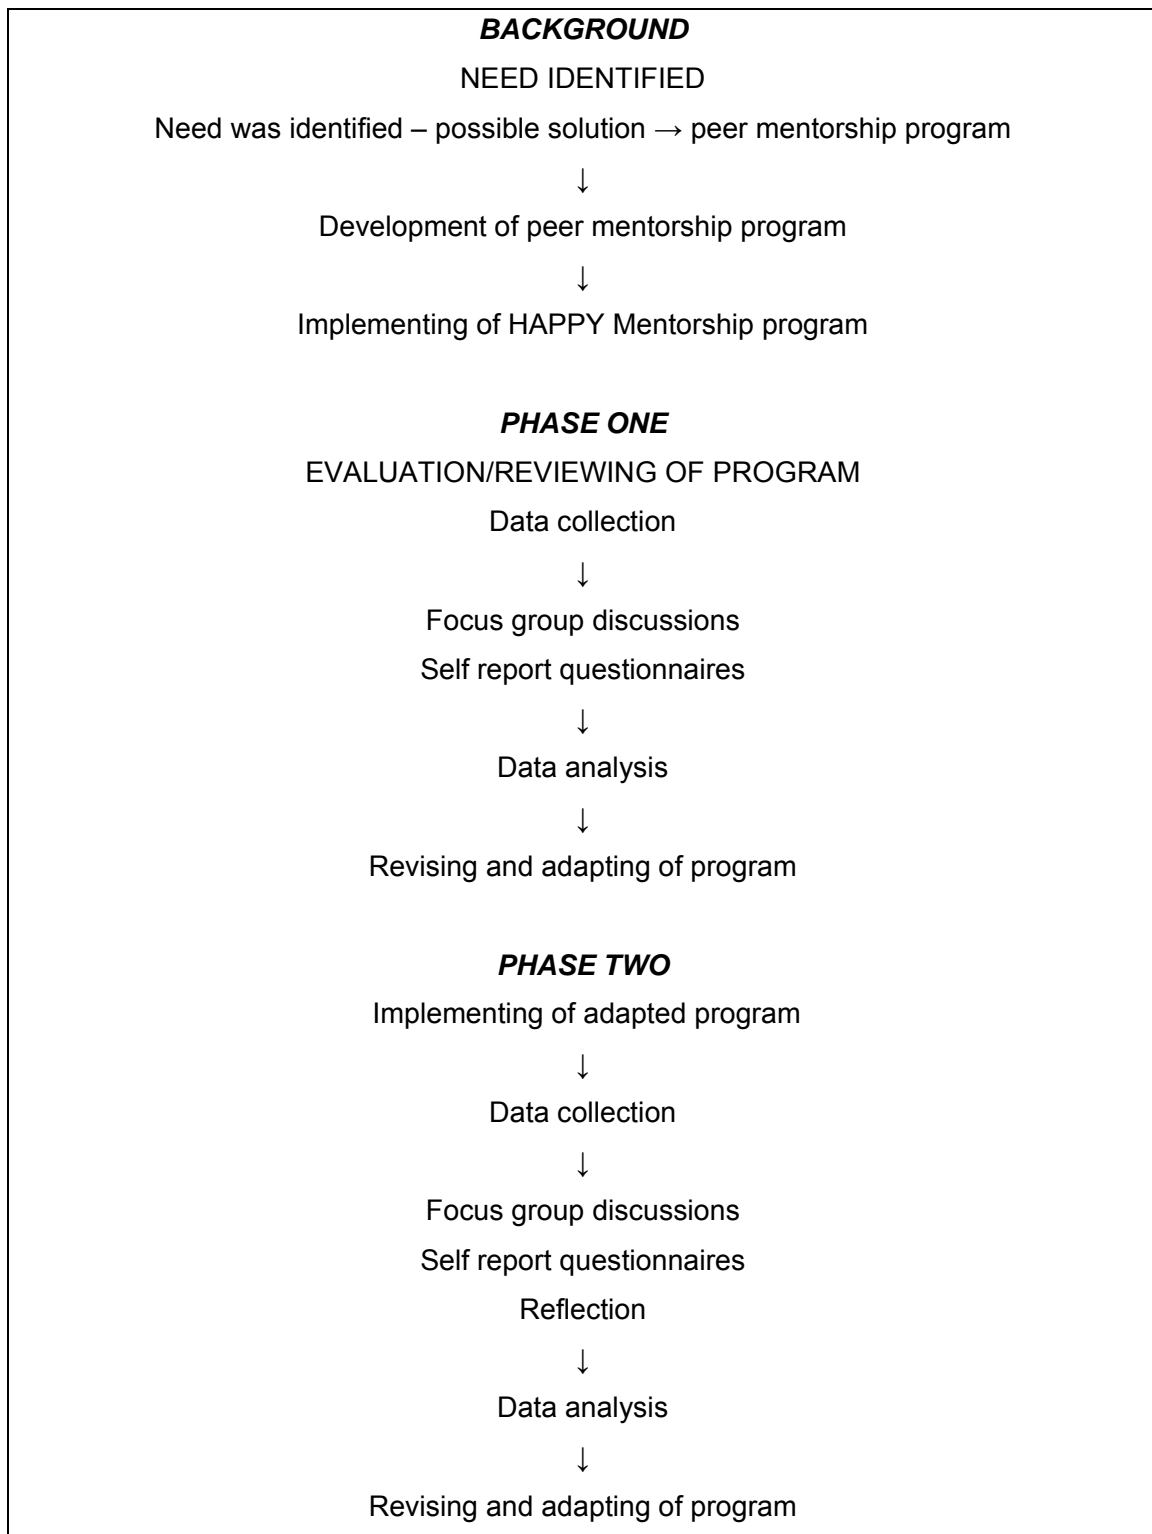 BACKGROUND
NEED IDENTIFIED
Need was identified – possible solution → peer mentorship program
↓
Development of peer mentorship program
↓
Implementing of HAPPY Mentorship program
PHASE ONE
EVALUATION/REVIEWING OF PROGRAM
Data collection
↓
Focus group discussions
Self report questionnaires
↓
Data analysis
↓
Revising and adapting of program
PHASE TWO
Implementing of adapted program
↓
Data collection
↓
Focus group discussions
Self report questionnaires
Reflection
↓
Data analysis
↓
Revising and adapting of program